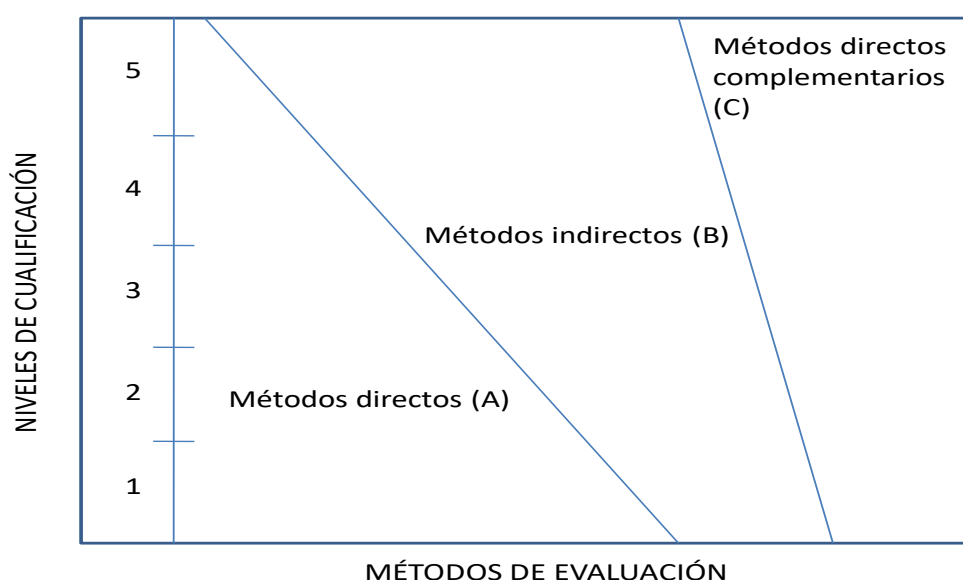 NIVELES DE CUALIFICACIÓN
5
4
3
2
1
Métodos directos
complementarios
(C)
Métodos indirectos (B)
Métodos directos (A)
MÉTODOS DE EVALUACIÓN